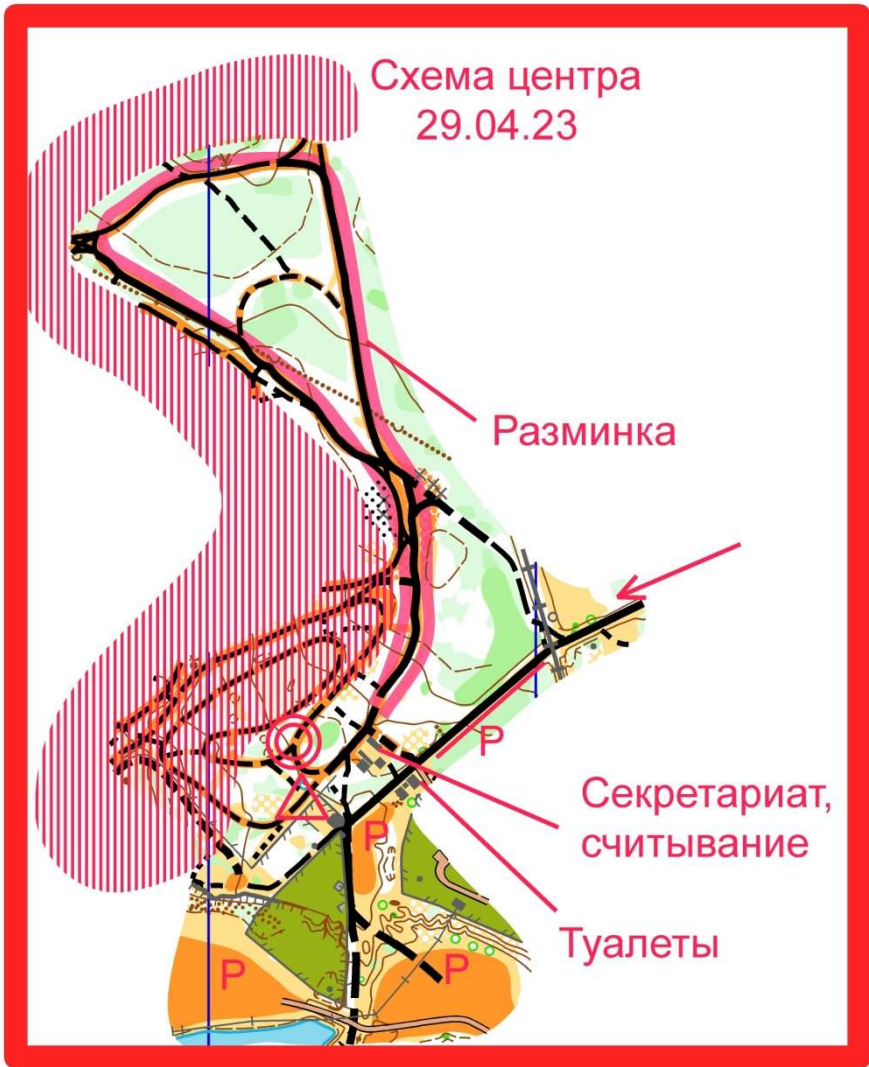 Схема центра
29.04.23
Разминка
Р
Секретариат,
считывание
Р
Туалеты
Р
Р